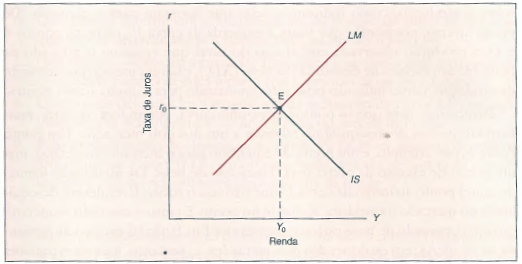 r
LM
Taxa de Juros
E
r₀
IS
Y₀
Y
Renda